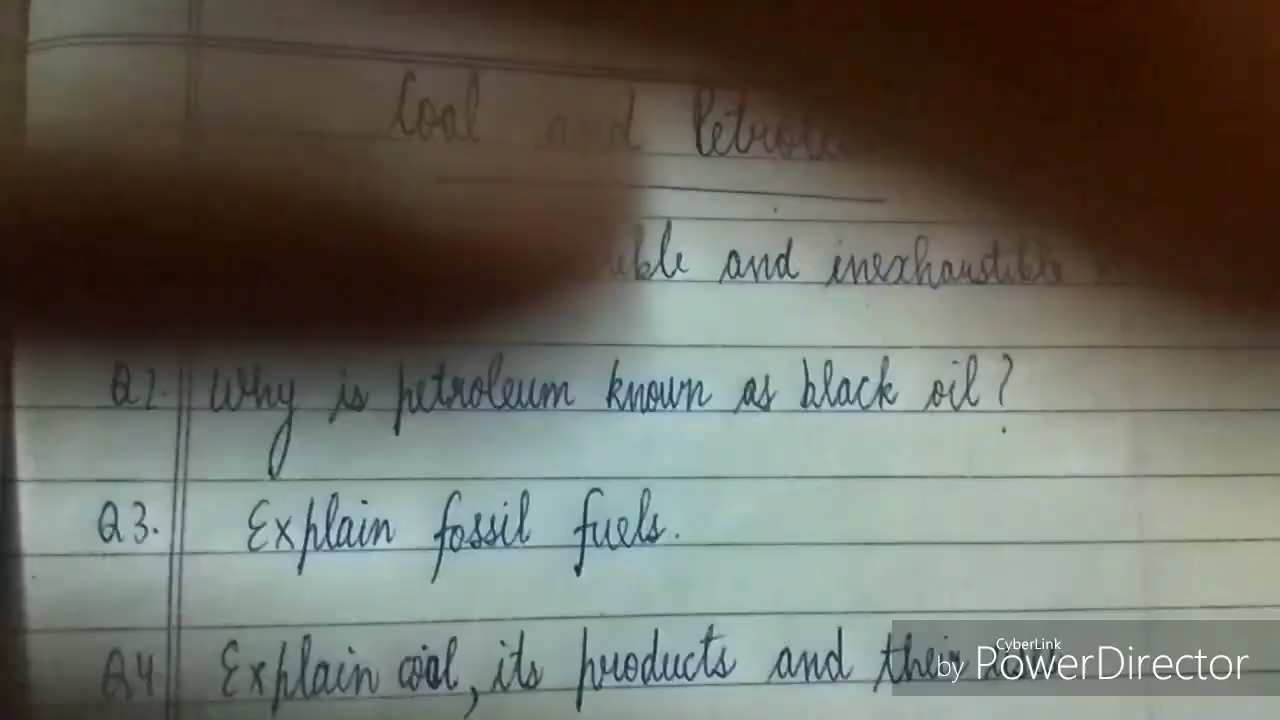 Coal and
and inexhaustible
Q2. Why is petroleum known as black oil?
Q3. Explain fossil fuels.
Q4 Explain coal, its products and their
CyberLink
by PowerDirector